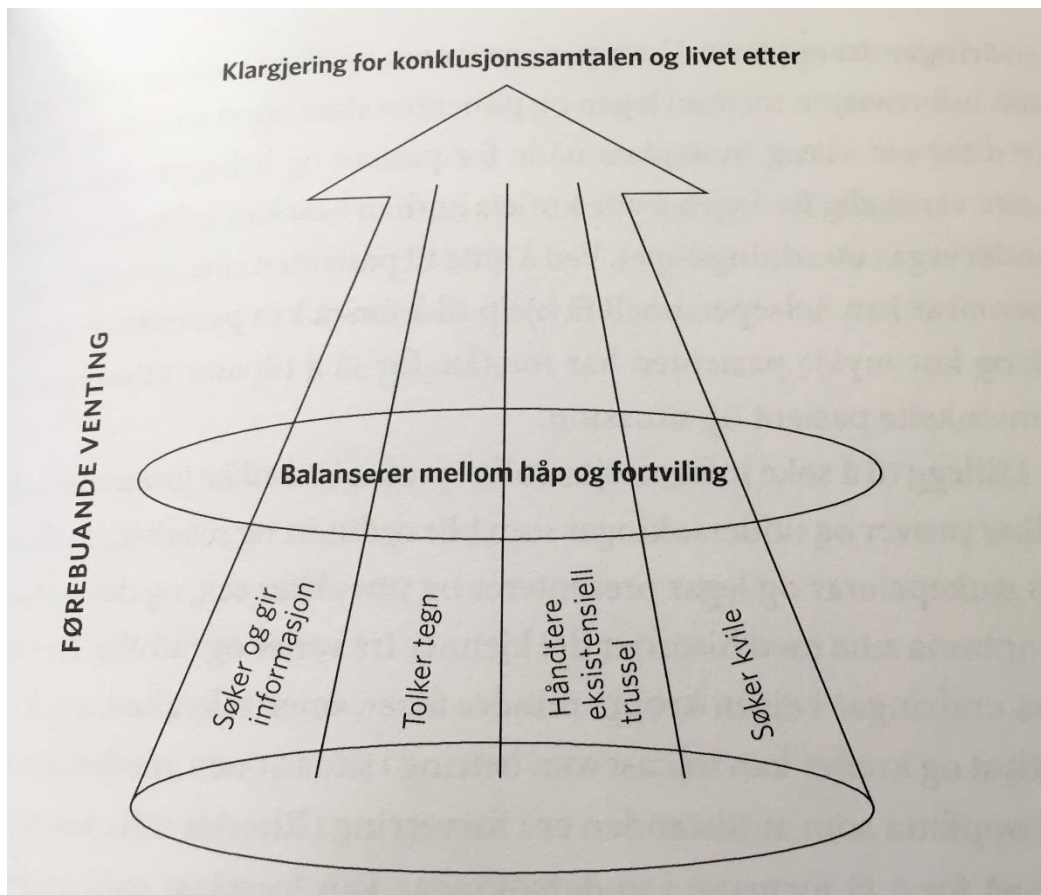 Klargjering for konklusjonssamtalen og livet etter
FØREBUANDE VENTING
Balanserer mellom håp og fortviling
Søker og gir
informasjon
Tolker tegn
Håndtere
eksistensiell
trussel
Søker kvile